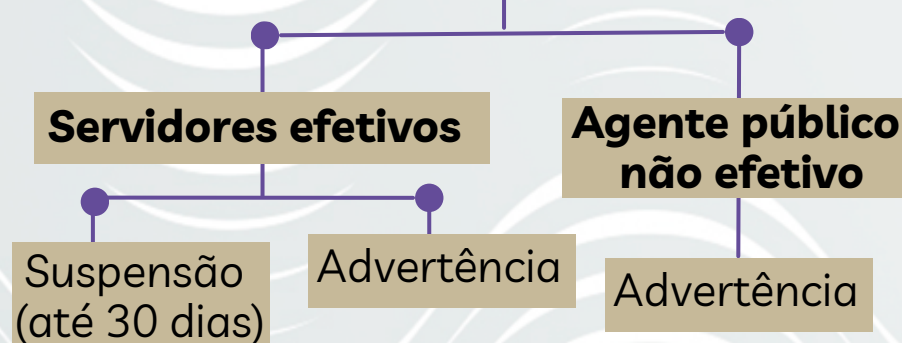 Servidores efetivos
Agente público
não efetivo
Suspensão
(até 30 dias)
Advertência
Advertência